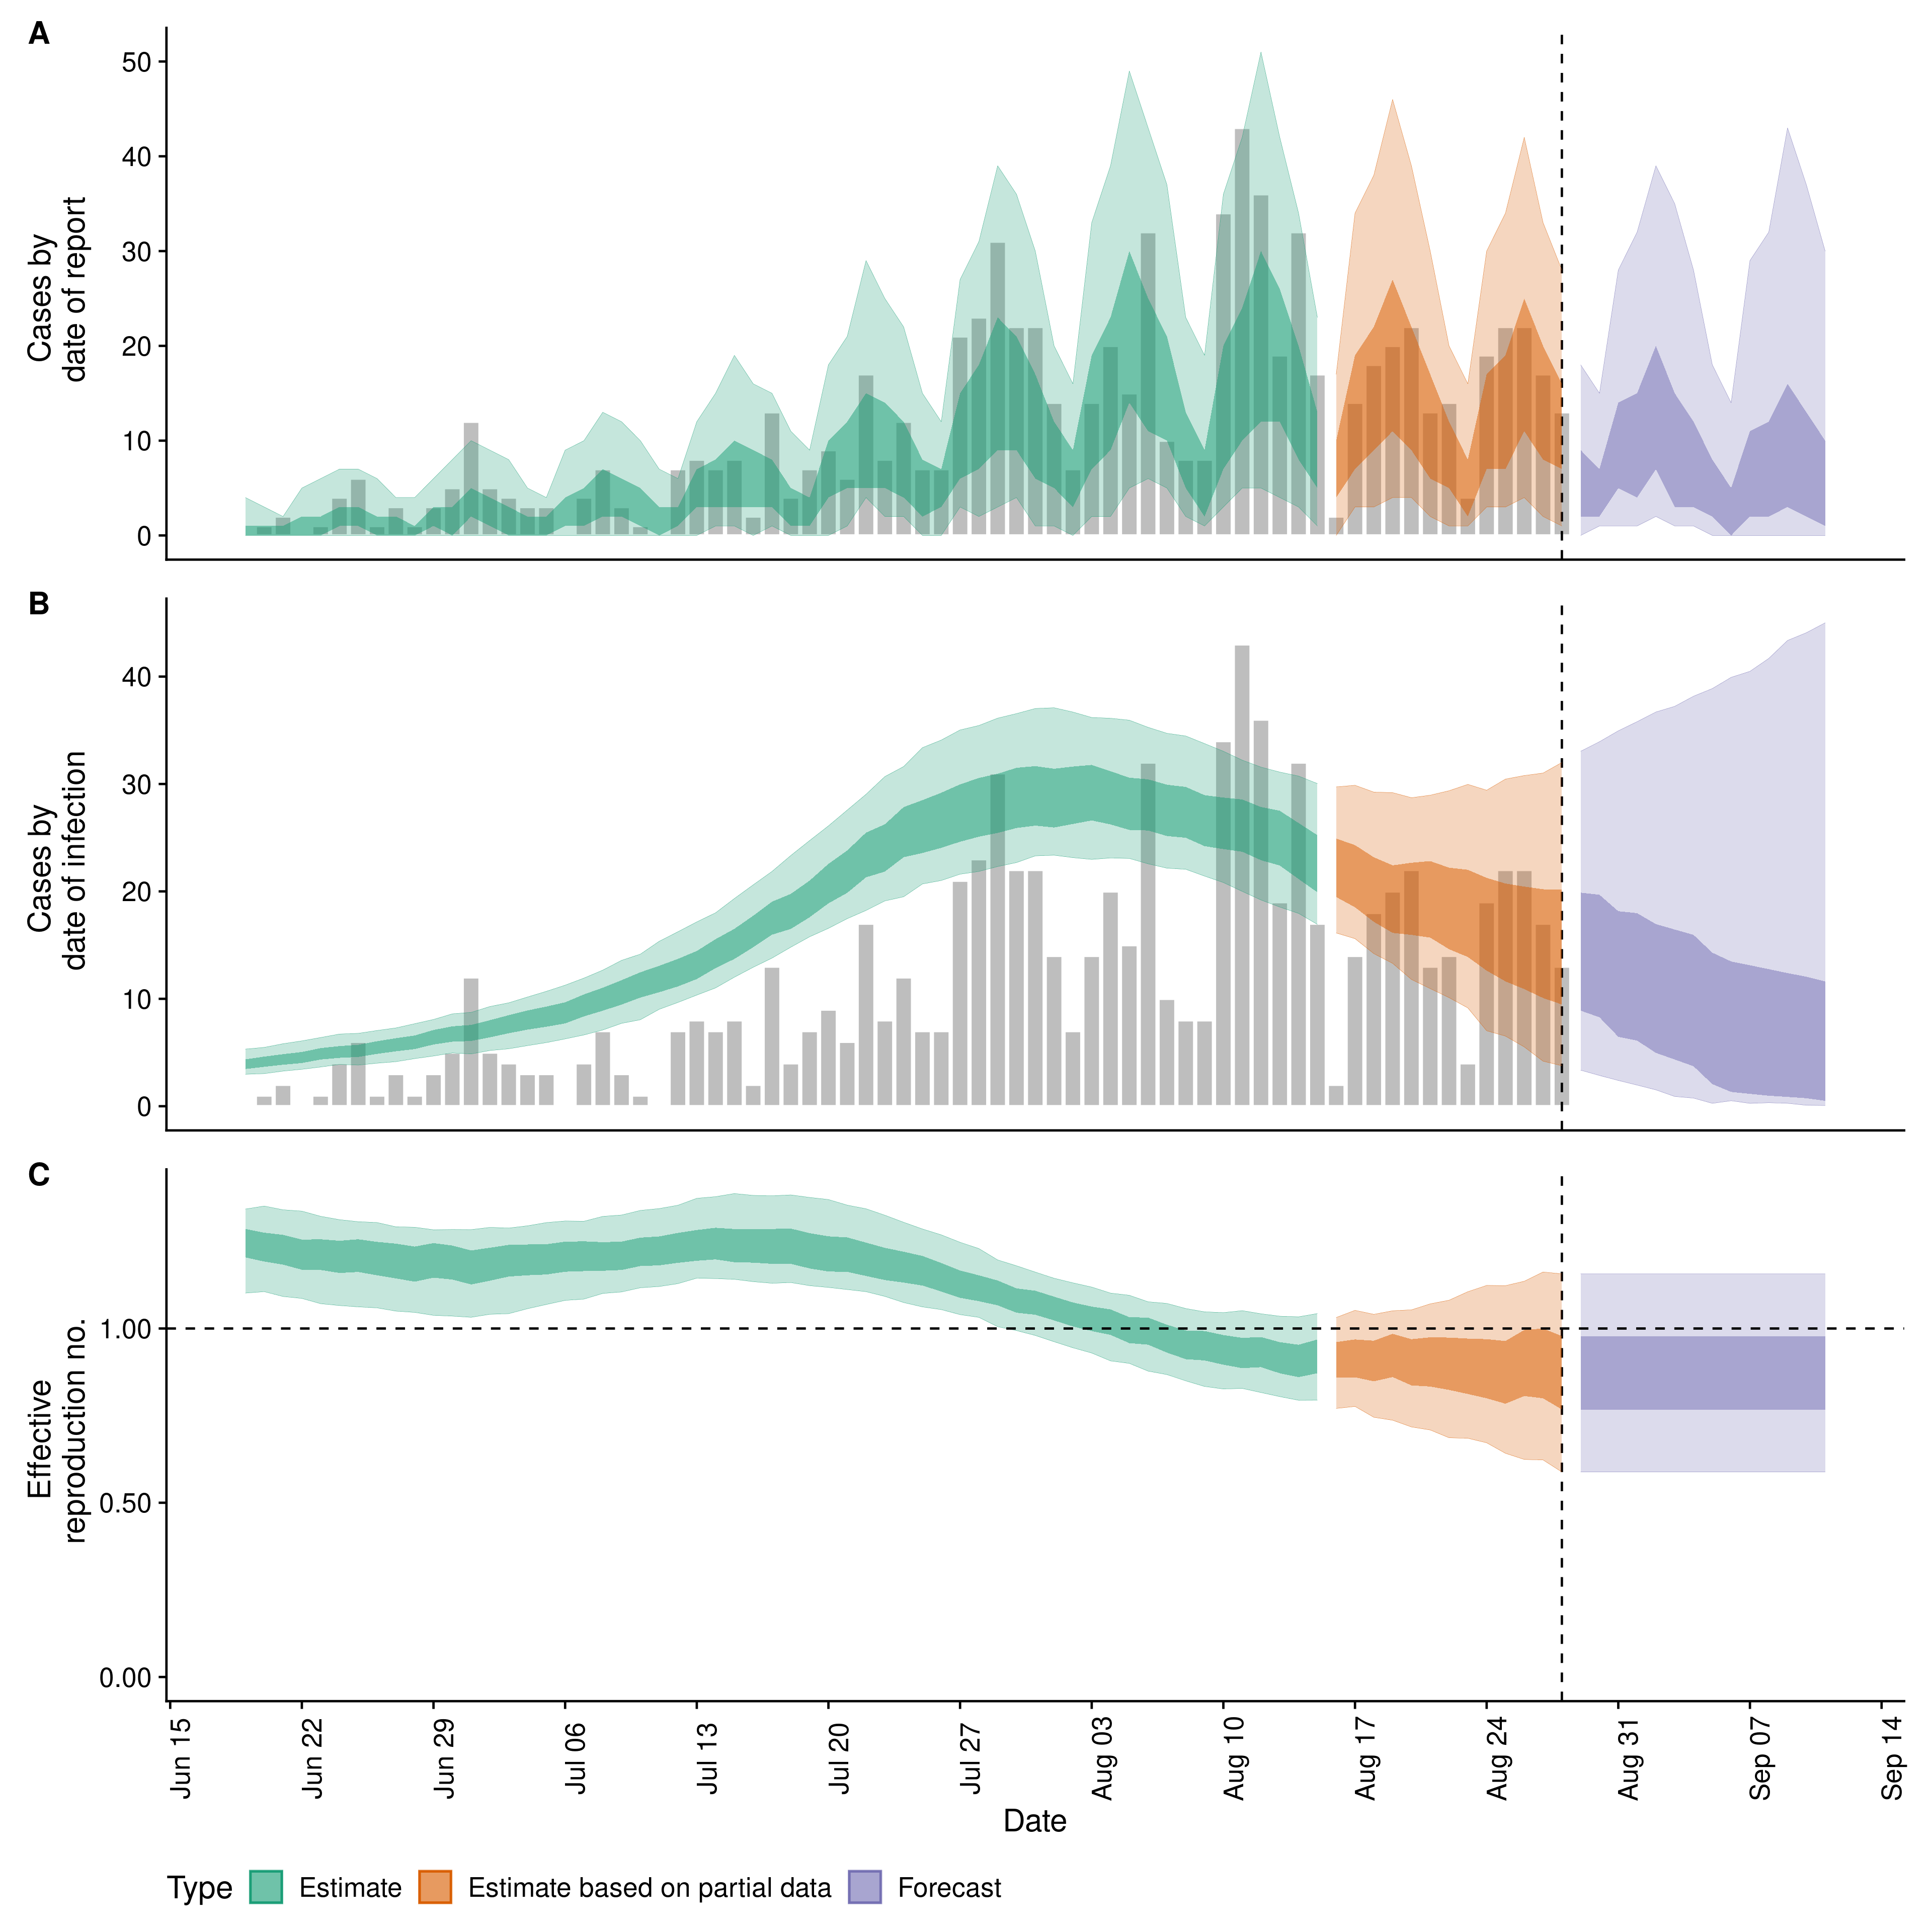 A
Cases by
date of report
50
40
30
20
10
0
B
Cases by
date of infection
40
30
20
10
0
C
Effective
reproduction no.
1.00
0.50
0.00
Jun 15
Jun 22
Jun 29
Jul 06
Jul 13
Jul 20
Jul 27
Aug 03
Aug 10
Aug 17
Aug 24
Aug 31
Sep 07
Sep 14
Date
Type
Estimate
Estimate based on partial data
Forecast